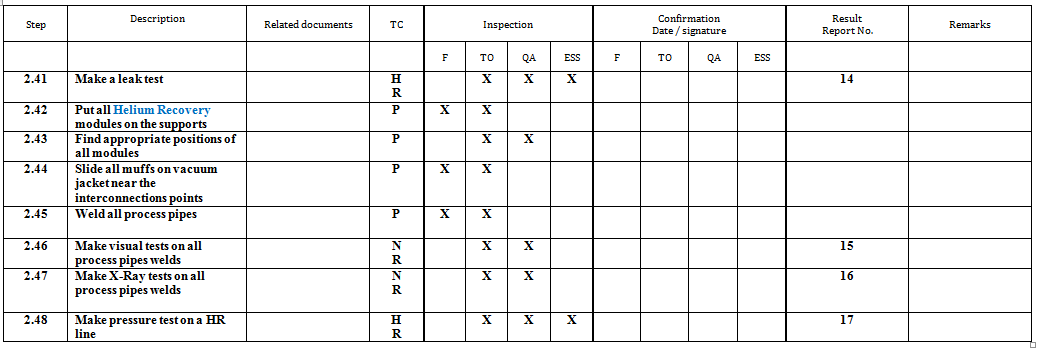 Step Description Related documents TC Inspection Confirmation Date / signature Result Report No. Remarks
F TO QA ESS F TO QA ESS
2.41 Make a leak test H R X X X 14
2.42 Put all Helium Recovery modules on the supports P X X
2.43 Find appropriate positions of all modules P X X
2.44 Slide all muffs on vacuum jacket near the interconnections points P X X
2.45 Weld all process pipes P X X
2.46 Make visual tests on all process pipes welds N R X X 15
2.47 Make X-Ray tests on all process pipes welds N R X X 16
2.48 Make pressure test on a HR line H R X X X 17